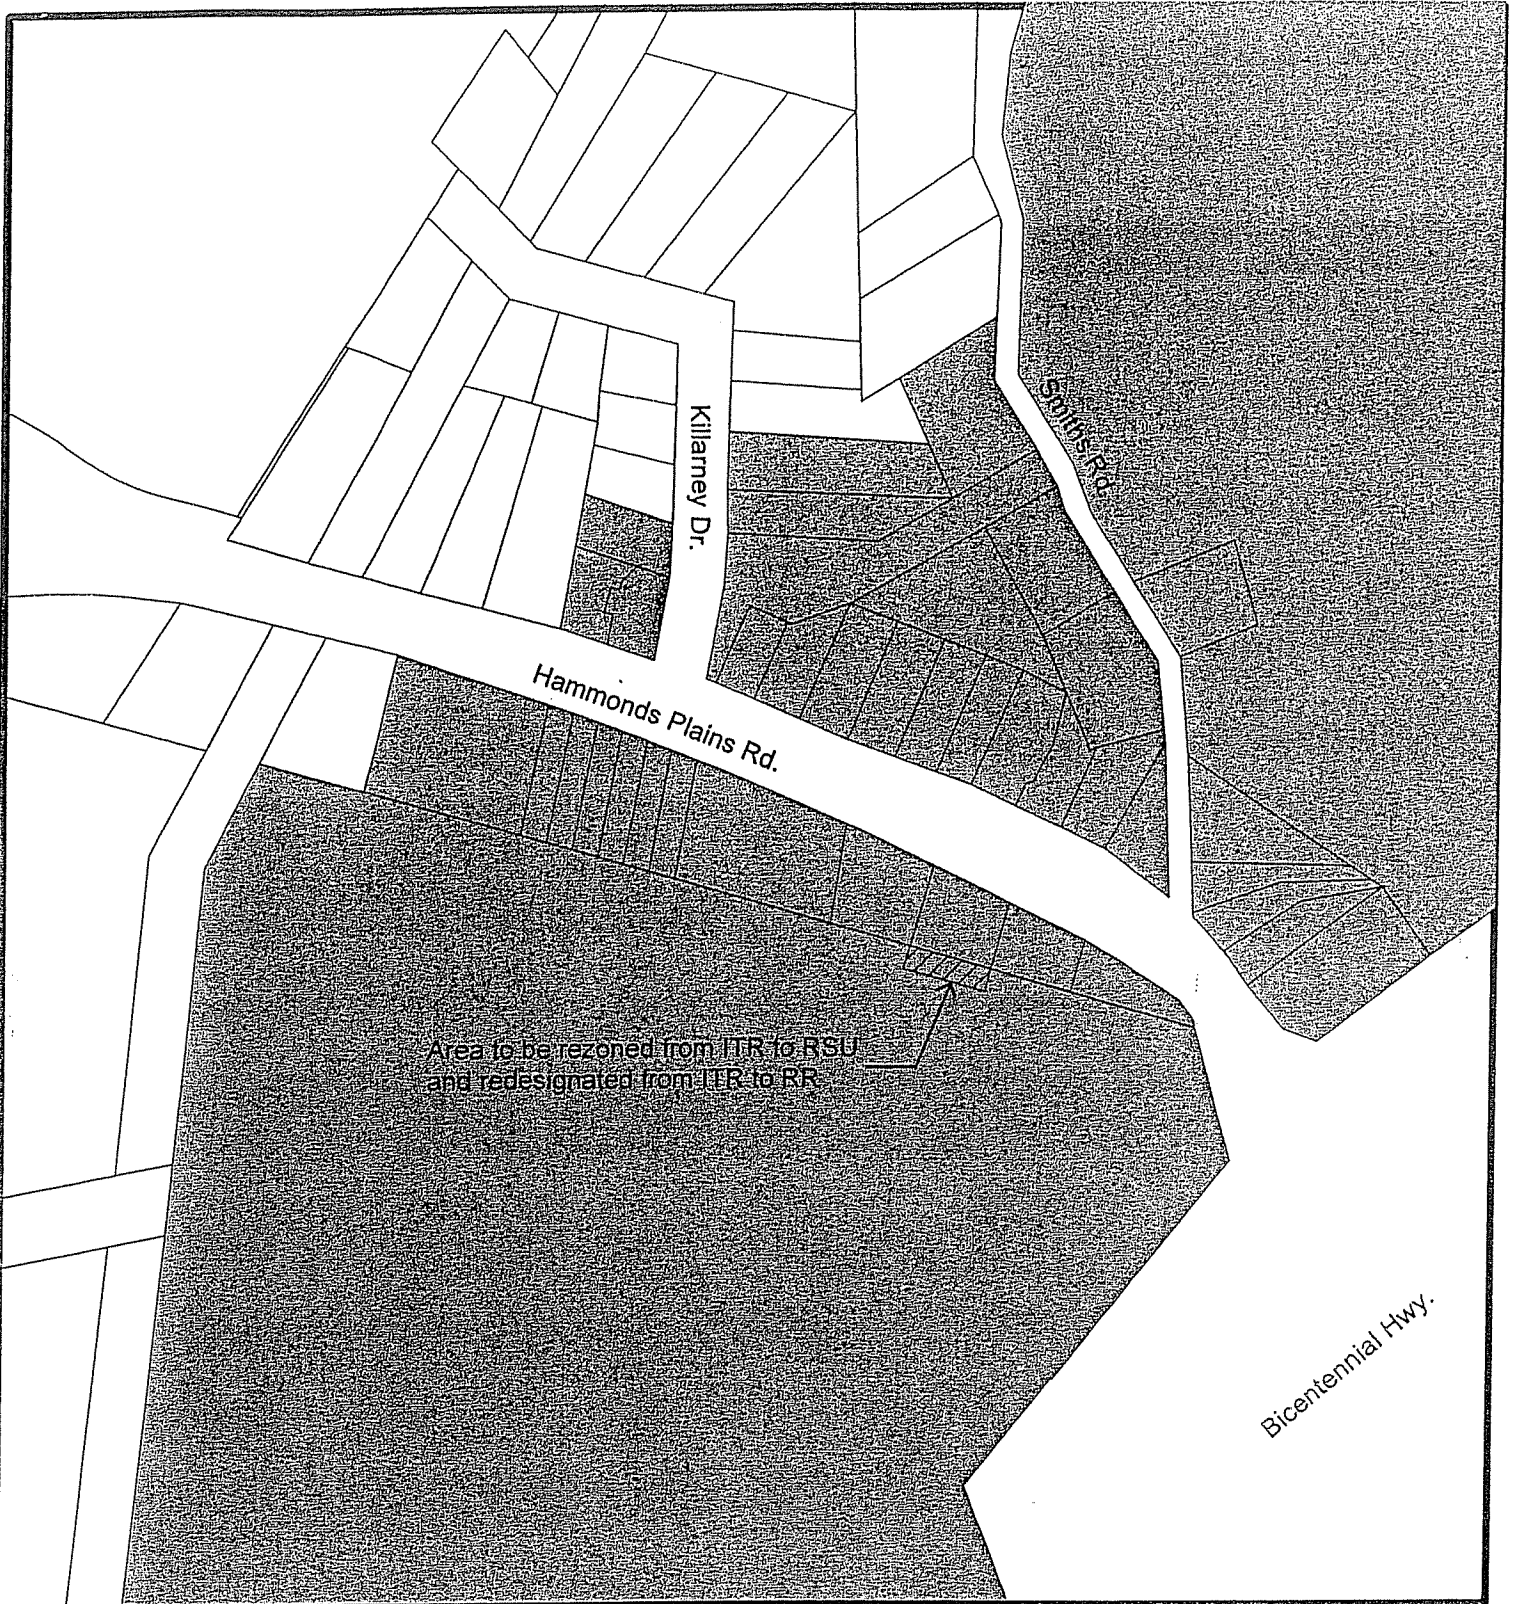 Smiths Rd
Killarney Dr.
Hammonds Plains Rd.
Area to be rezoned from ITR to RSU
and redesignated from ITR to RR
Bicentennial Hwy.